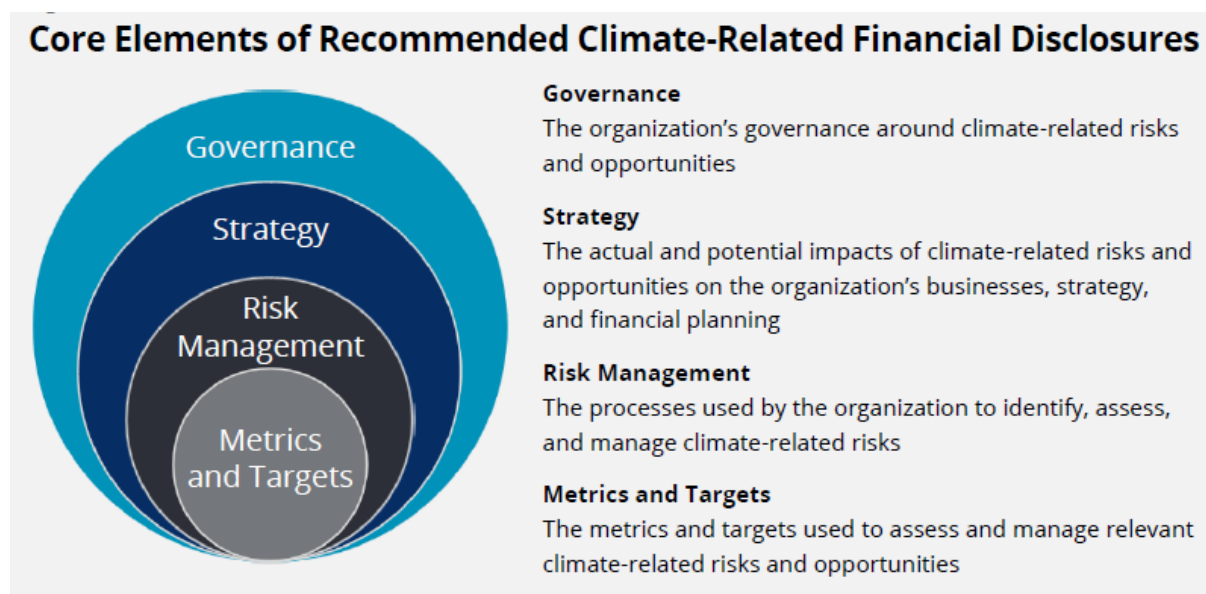 Core Elements of Recommended Climate-Related Financial Disclosures
Governance
Strategy
Risk
Management
Metrics
and Targets
Governance
The organization's governance around climate-related risks
and opportunities
Strategy
The actual and potential impacts of climate-related risks and
opportunities on the organization's businesses, strategy,
and financial planning
Risk Management
The processes used by the organization to identify, assess,
and manage climate-related risks
Metrics and Targets
The metrics and targets used to assess and manage relevant
climate-related risks and opportunities